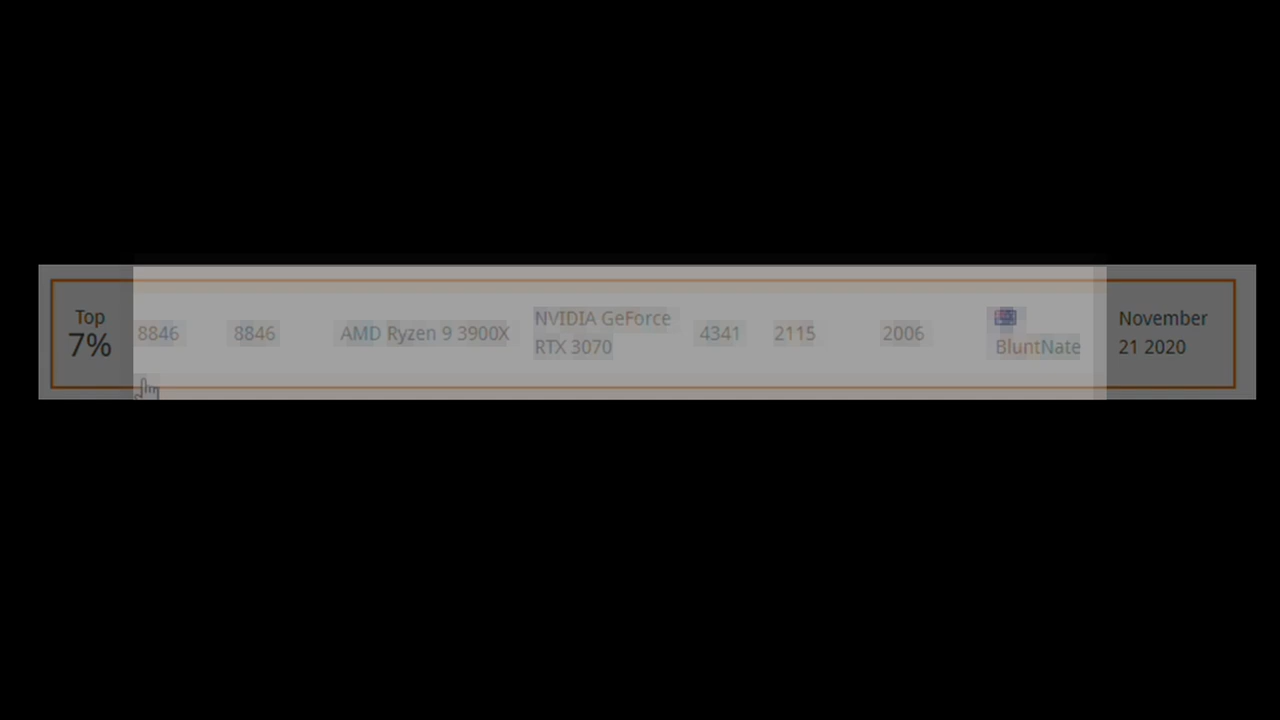 Top
7%
8846
8846
AMD Ryzen 9 3900X
NVIDIA GeForce
RTX 3070
4341
2115
2006
BluntNate
November
21 2020